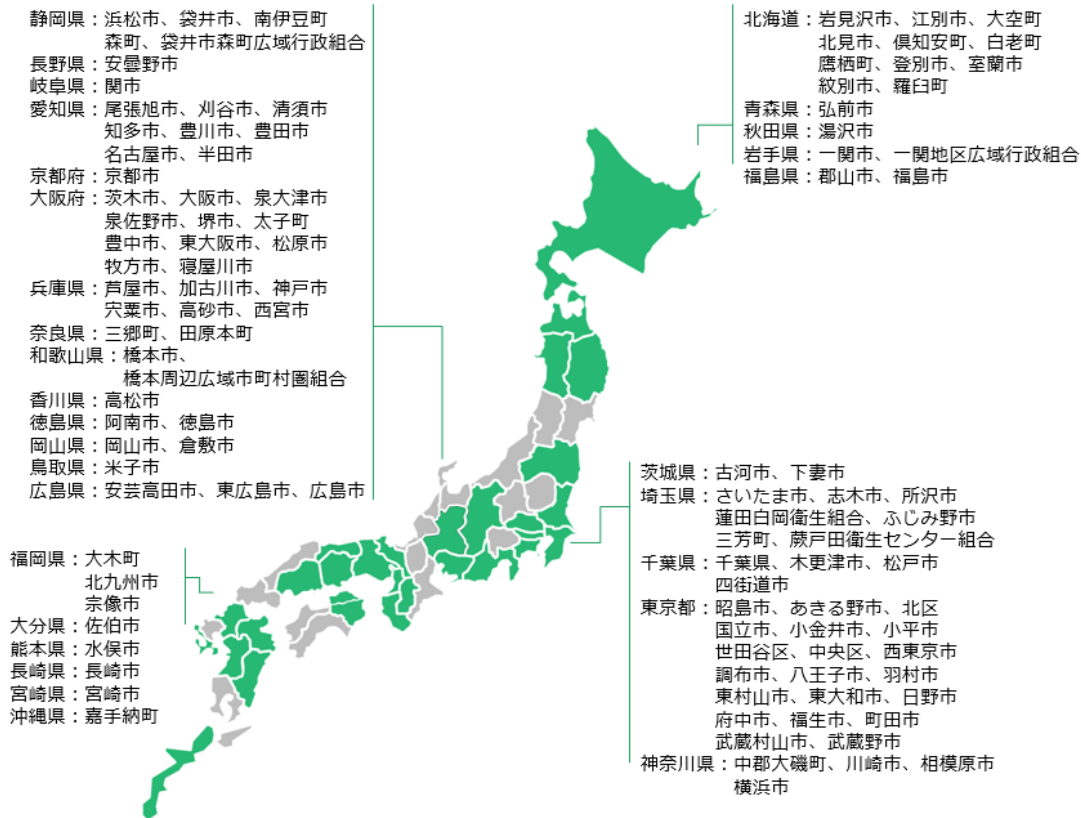 静岡県：浜松市、袋井市、南伊豆町
森町、袋井市森町広域行政組合
長野県：安曇野市
岐阜県：関市
愛知県：尾張旭市、刈谷市、清須市
知多市、豊川市、豊田市
名古屋市、半田市
京都府：京都市
大阪府：茨木市、大阪市、泉大津市
泉佐野市、堺市、太子町
豊中市、東大阪市、松原市
牧方市、寝屋川市
兵庫県：芦屋市、加古川市、神戸市
宍粟市、高砂市、西宮市
奈良県：三郷町、田原本町
和歌山県：橋本市、
橋本周辺広域市町村圏組合
香川県：高松市
徳島県：阿南市、徳島市
岡山県：岡山市、倉敷市
鳥取県：米子市
広島県：安芸高田市、東広島市、広島市
北海道：岩見沢市、江別市、大空町
北見市、倶知安町、白老町
鷹栖町、登別市、室蘭市
紋別市、羅臼町
青森県：弘前市
秋田県：湯沢市
岩手県：一関市、一関地区広域行政組合
福島県：郡山市、福島市
福岡県：大木町
北九州市
宗像市
大分県：佐伯市
熊本県：水俣市
長崎県：長崎市
宮崎県：宮崎市
沖縄県：嘉手納町
茨城県：古河市、下妻市
埼玉県：さいたま市、志木市、所沢市
蓮田白岡衛生組合、ふじみ野市
三芳町、蕨戸田衛生センター組合
千葉県：千葉県、木更津市、松戸市
四街道市
東京都：昭島市、あきる野市、北区
国立市、小金井市、小平市
世田谷区、中央区、西東京市
調布市、八王子市、羽村市
東村山市、東大和市、日野市
府中市、福生市、町田市
武蔵村山市、武蔵野市
神奈川県：中郡大磯町、川崎市、相模原市
横浜市